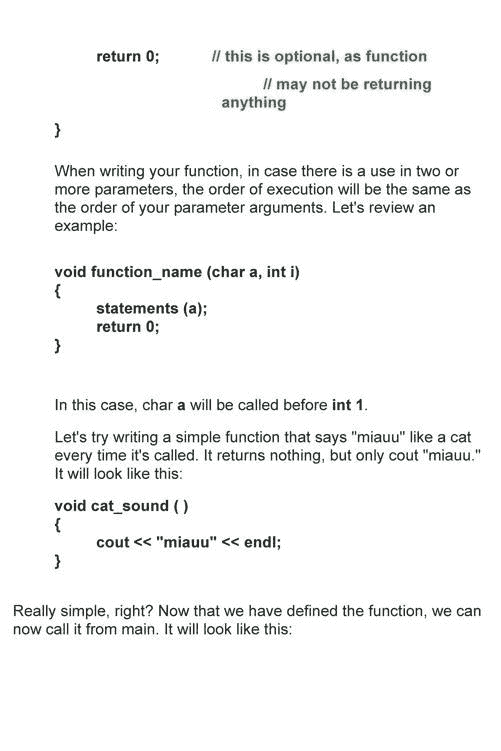 return 0; // this is optional, as function
// may not be returning
anything
}
When writing your function, in case there is a use in two or
more parameters, the order of execution will be the same as
the order of your parameter arguments. Let's review an
example:
void function_name (char a, int i)
{
statements (a);
return 0;
}
In this case, char a will be called before int 1.
Let's try writing a simple function that says "miauu" like a cat
every time it's called. It returns nothing, but only cout "miauu."
It will look like this:
void cat_sound ( )
{
cout << "miauu" << endl;
}
Really simple, right? Now that we have defined the function, we can
now call it from main. It will look like this: